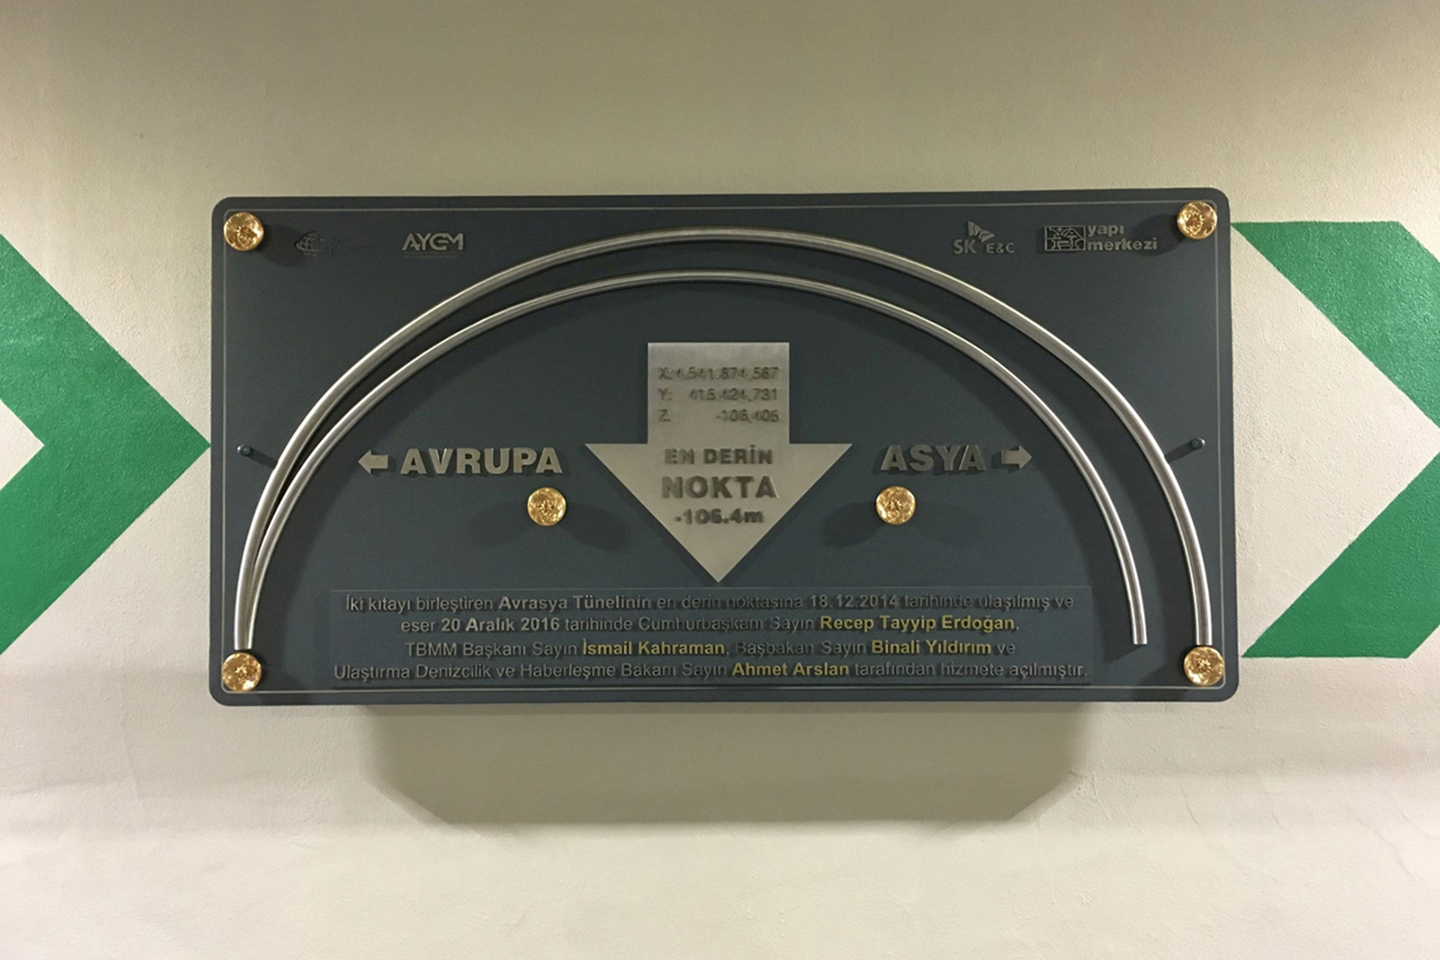 AYGM
SK E&C
yapı
merkezi
X:4,541,874,567
Y: 415,424,731
Z: -106,406
EN DERİN
NOKTA
-106.4m
AVRUPA
ASYA
İki kıtayı birleştiren Avrasya Tünelinin en derin noktasına 18.12.2014 tarihinde ulaşılmış ve
eser 20 Aralık 2016 tarihinde Cumhurbaşkanı Sayın Recep Tayyip Erdoğan,
TBMM Başkanı Sayın İsmail Kahraman, Başbakan Sayın Binali Yıldırım ve
Ulaştırma Denizcilik ve Haberleşme Bakanı Sayın Ahmet Arslan tarafından hizmete açılmıştır.